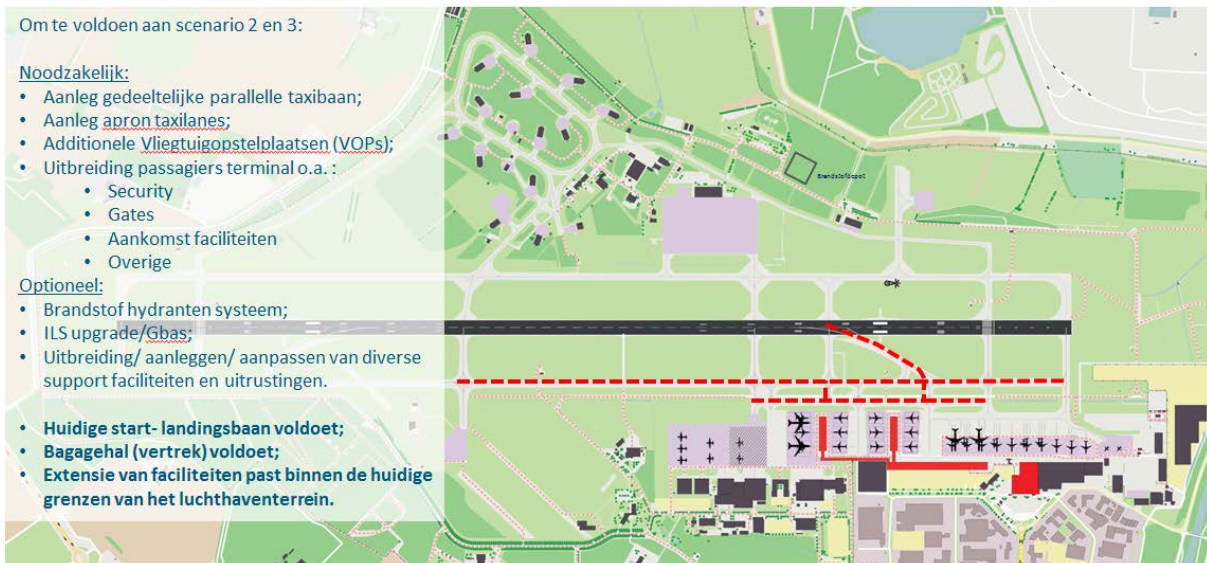 Om te voldoen aan scenario 2 en 3:
Noodzakelijk:
• Aanleg gedeeltelijke parallelle taxibaan;
• Aanleg apron taxilanes;
• Additionele Vliegtuigopstelplaatsen (VOPs);
• Uitbreiding passagiers terminal o.a. :
• Security
• Gates
• Aankomst faciliteiten
• Overige
Optioneel:
• Brandstof hydranten systeem;
• ILS upgrade/Gbas;
• Uitbreiding/ aanleggen/ aanpassen van diverse
support faciliteiten en uitrustingen.
• Huidige start- landingsbaan voldoet;
• Bagagehal (vertrek) voldoet;
• Extensie van faciliteiten past binnen de huidige
grenzen van het luchthaventerrein.
Brandstofdepot